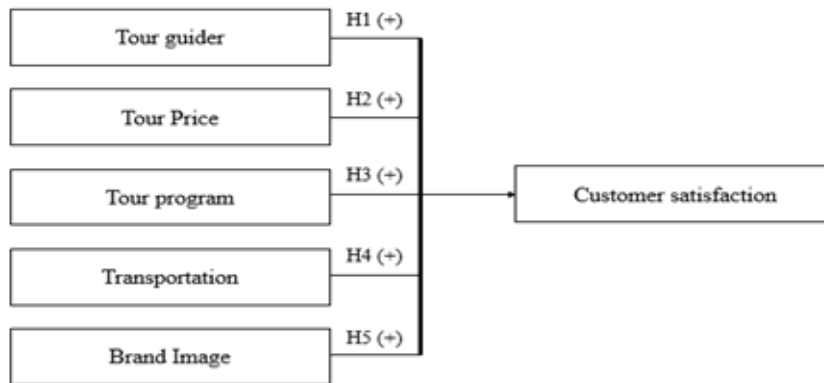 H1 (+)
Tour guider
H2 (+)
Tour Price
H3 (+)
Tour program
Customer satisfaction
H4 (+)
Transportation
H5 (+)
Brand Image